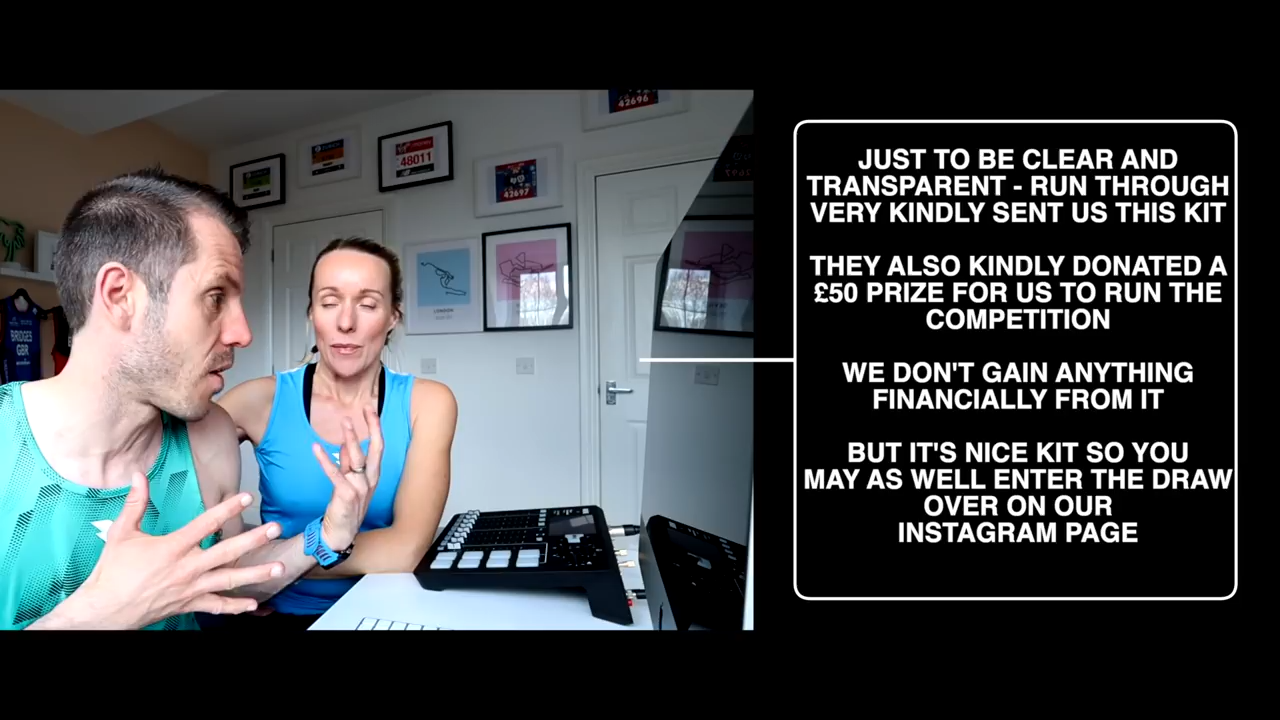 42696
48011
42697
LONDON
BRIDGES
GBR
JUST TO BE CLEAR AND
TRANSPARENT - RUN THROUGH
VERY KINDLY SENT US THIS KIT
THEY ALSO KINDLY DONATED A
£50 PRIZE FOR US TO RUN THE
COMPETITION
WE DON'T GAIN ANYTHING
FINANCIALLY FROM IT
BUT IT'S NICE KIT SO YOU
MAY AS WELL ENTER THE DRAW
OVER ON OUR
INSTAGRAM PAGE